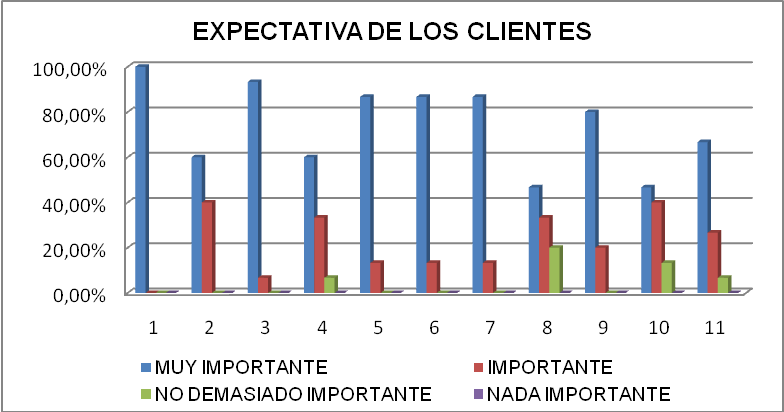 EXPECTATIVA DE LOS CLIENTES
100,00%
80,00%
60,00%
40,00%
20,00%
0,00%
1 2 3 4 5 6 7 8 9 10 11
MUY IMPORTANTE IMPORTANTE
NO DEMASIADO IMPORTANTE NADA IMPORTANTE